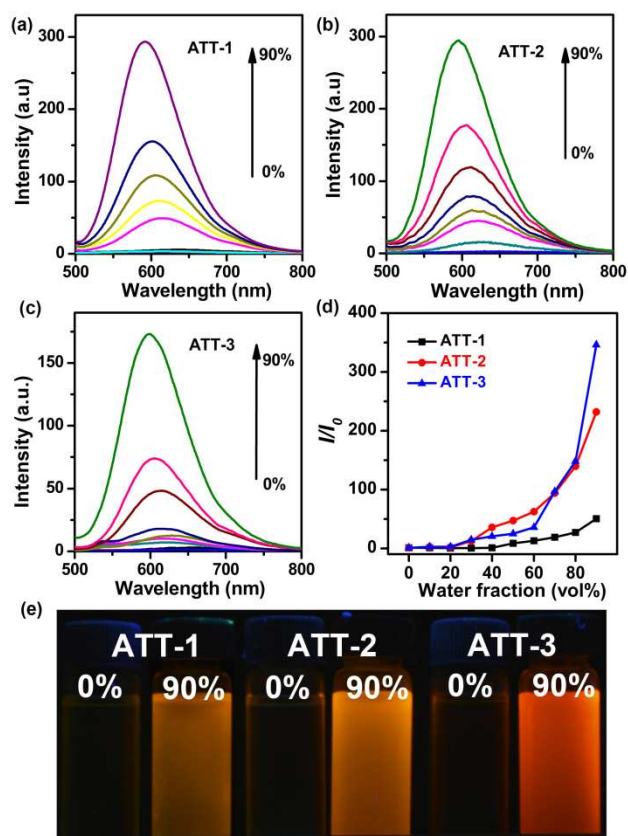 (a)
ATT-1
90%
0%
Intensity (a.u)
300
200
100
0
500 600 700 800
Wavelength (nm)
(b)
ATT-2
90%
0%
Intensity (a.u)
300
200
100
0
500 600 700 800
Wavelength (nm)
(c)
ATT-3
90%
0%
Intensity (a.u.)
150
100
50
0
500 600 700 800
Wavelength (nm)
(d)
ATT-1
ATT-2
ATT-3
I/I0
400
350
300
250
200
150
100
50
0
0 20 40 60 80
Water fraction (vol%)
(e)
ATT-1 ATT-2 ATT-3
0% 90% 0% 90% 0% 90%